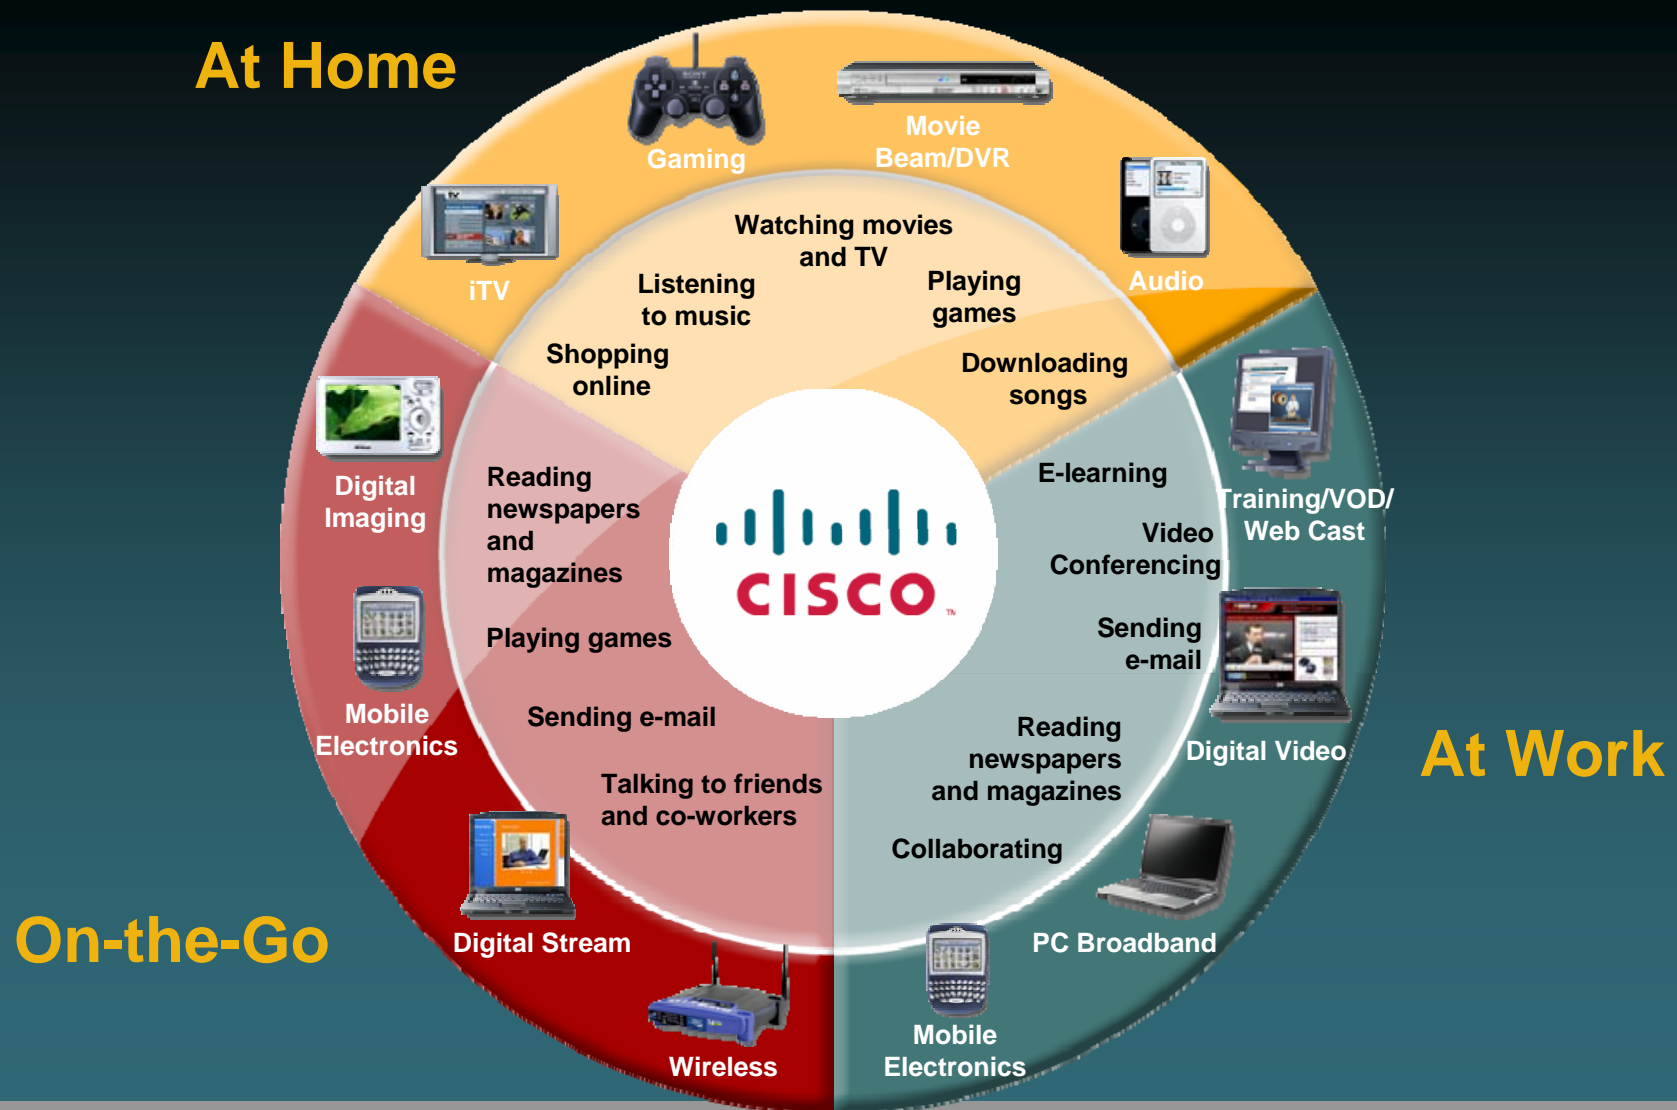 At Home
Gaming
Movie
Beam/DVR
iTV
Audio
Watching movies
and TV
Listening
to music
Playing
games
Shopping
online
Downloading
songs
Digital
Imaging
Mobile
Electronics
Digital Stream
Wireless
On-the-Go
Reading
newspapers
and
magazines
Playing games
Sending e-mail
Talking to friends
and co-workers
CISCO
TM
E-learning
Video
Conferencing
Sending
e-mail
Reading
newspapers
and magazines
Collaborating
Training/VOD/
Web Cast
Digital Video
PC Broadband
Mobile
Electronics
At Work
SONY
TV